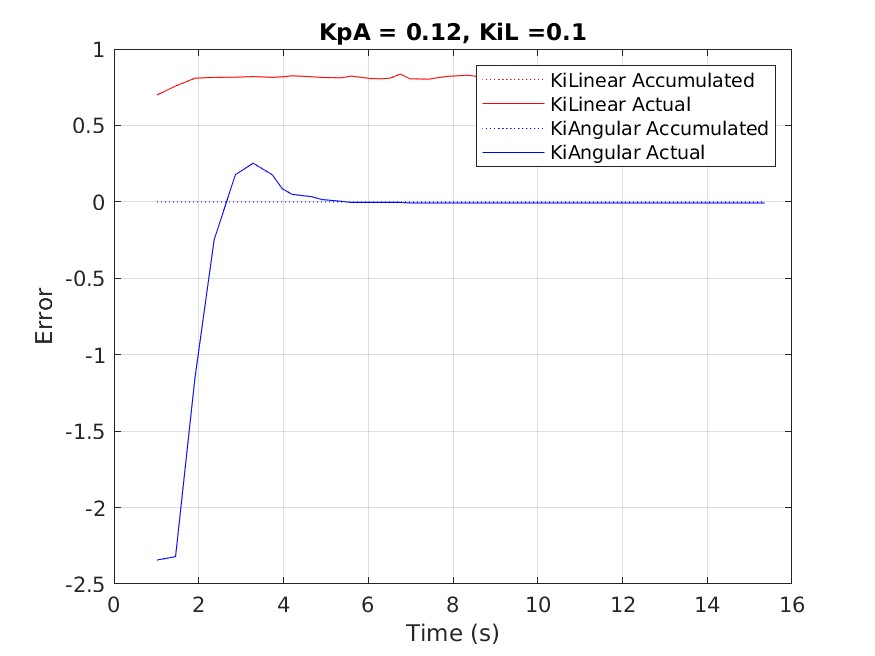 KpA = 0.12, KiL =0.1
1
0.5
0
-0.5
-1
-1.5
-2
-2.5
Error
KiLinear Accumulated
KiLinear Actual
KiAngular Accumulated
KiAngular Actual
0 2 4 6 8 10 12 14 16
Time (s)